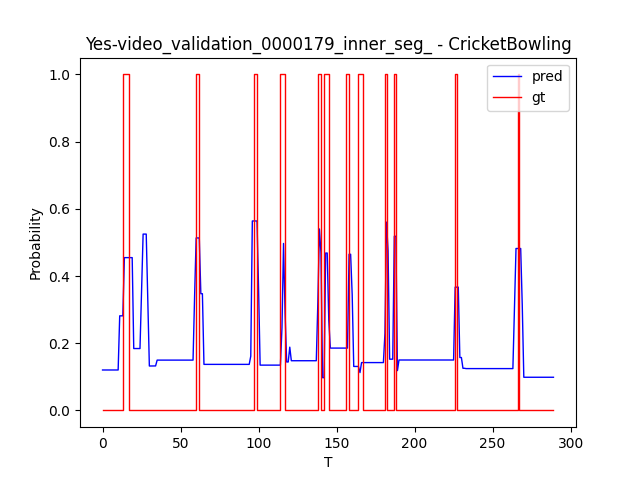 Yes-video_validation_0000179_inner_seg_ - CricketBowling
1.0
0.8
0.6
0.4
0.2
0.0
Probability
0
50
100
150
200
250
300
T
pred
gt